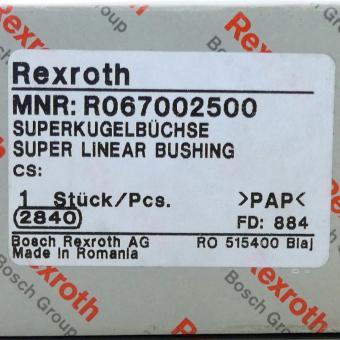 Rexroth
MNR: R067002500
SUPERKUGELBÜCHSE
SUPER LINEAR BUSHING
CS:
1 Stück/Pcs. >PAP<
2840 FD: 884
Bosch Rexroth AG RO 515400 Blaj
Made in Romania
Rexroth
Bosch Group
Rexroth
Bosch Group